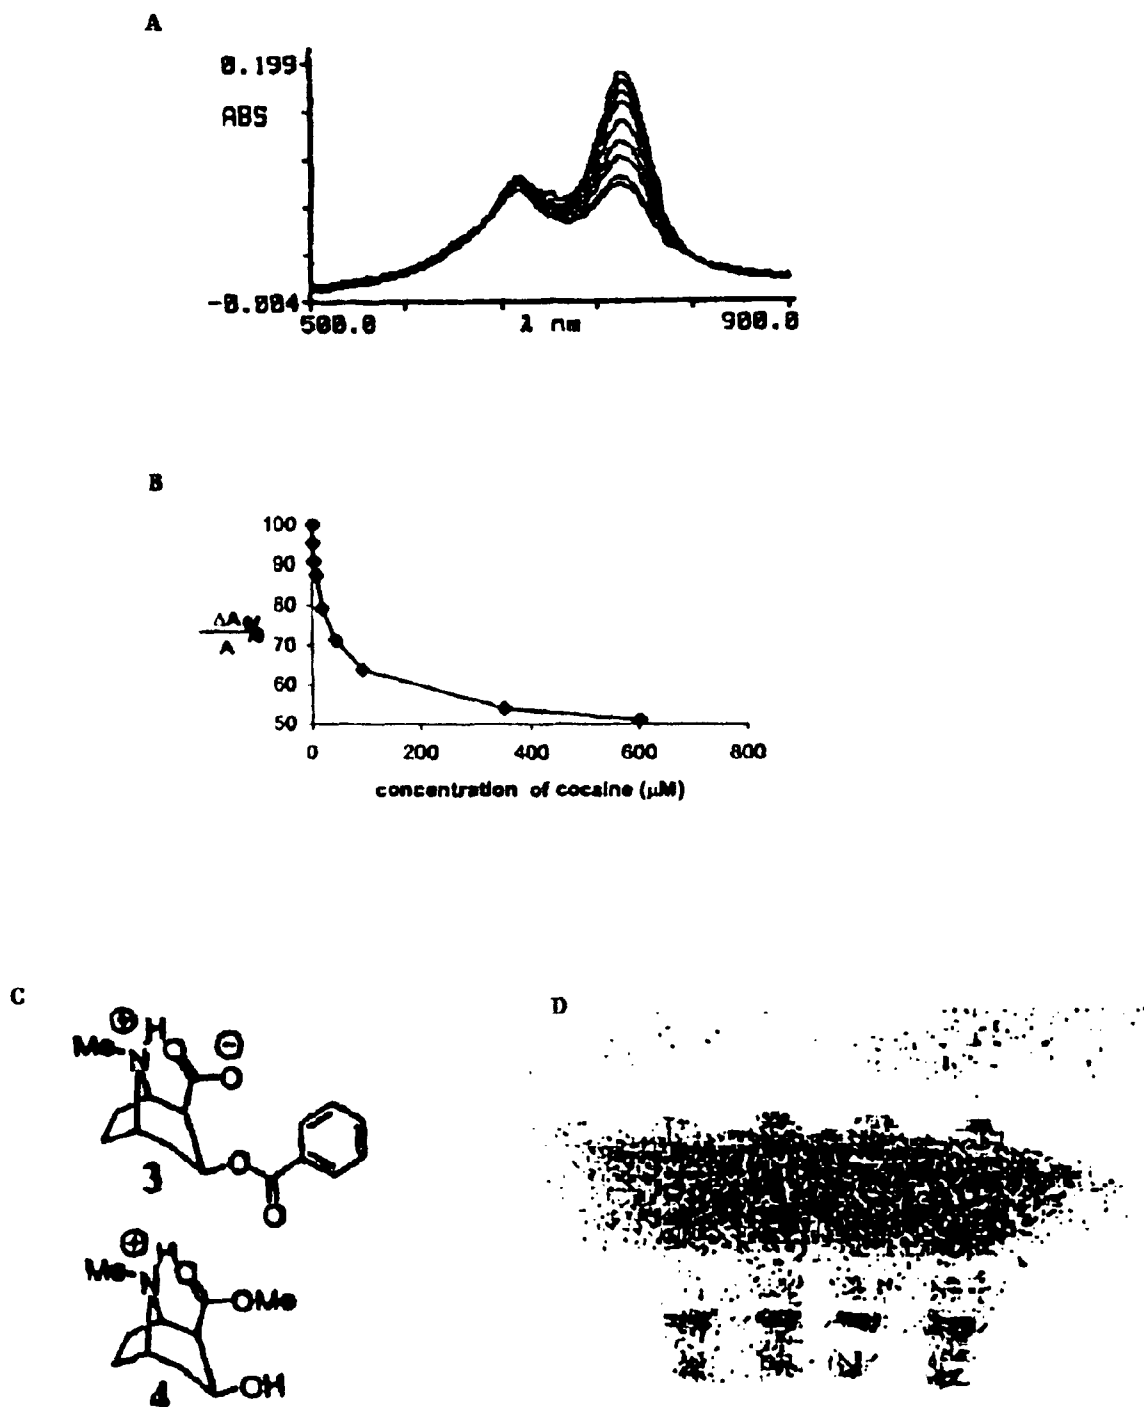 A
0.199
ABS
-0.004
500.0 λ nm 900.0
B
100
90
80
70
60
50
ΔA %
A
0 200 400 600 800
concentration of cocaine (μM)
C
⊕ H O ⊖
Me N O
O
3
O
⊕ H O
Me N OMe
4 OH
D